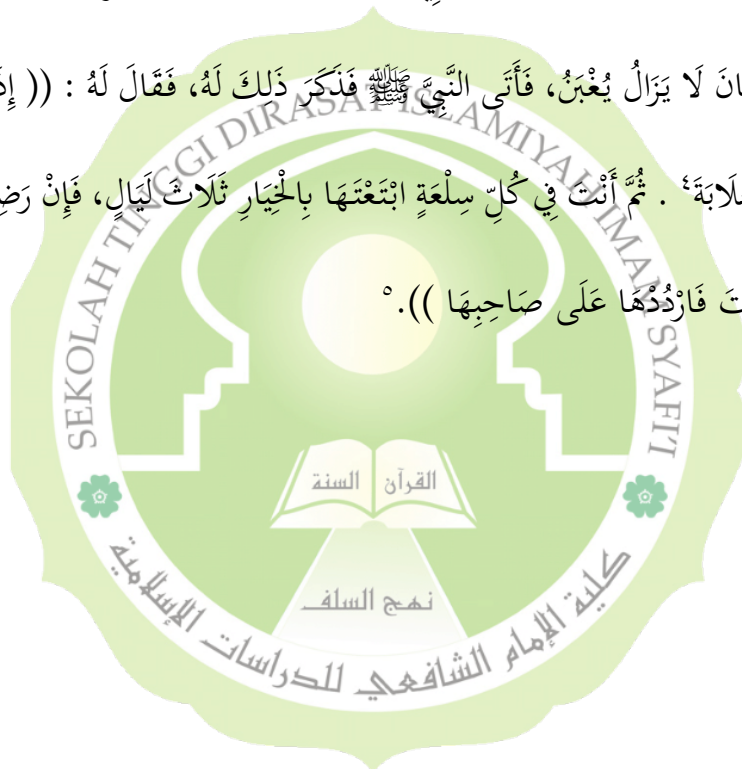 انَ لَا يَزَالُ يُغْبَنُ، فَأَتَى النَّبِيَّ ﷺ فَذَكَرَ ذَلِكَ لَهُ، فَقَالَ لَهُ : (( إِذَ
لَابَةَ٤ . ثُمَّ أَنْتَ فِي كُلِّ سِلْعَةٍ ابْتَعْتَهَا بِالْخِيَارِ ثَلَاثَ لَيَالٍ، فَإِنْ رَضِ
تَ فَارْدُدْهَا عَلَى صَاحِبِهَا )).٥
SEKOLAH TINGGI DIRASAT ISLAMIYAH IMAM SYAFI'I
القرآن السنة
نهج السلف
كلية الإمام الشافعي للدراسات الإسلامية